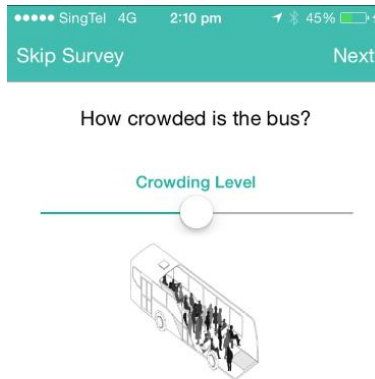 SingTel 4G 2:10 pm 45%
Skip Survey Next
How crowded is the bus?
Crowding Level